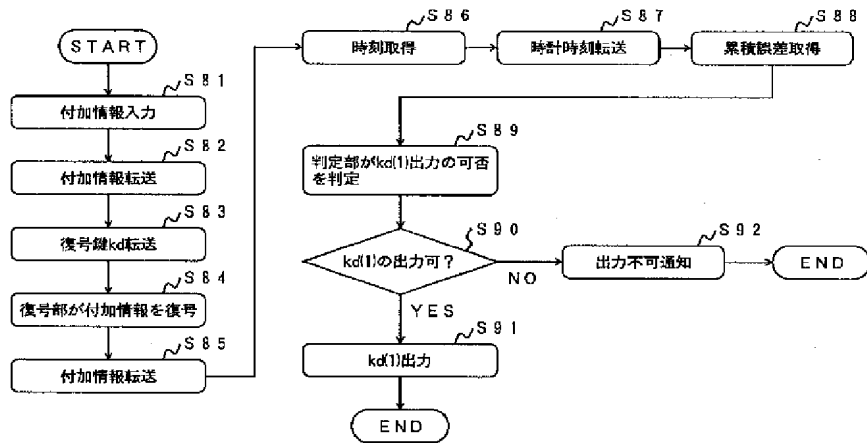 START
S81
付加情報入力
S82
付加情報転送
S83
復号鍵kd転送
S84
復号部が付加情報を復号
S85
付加情報転送
S86
時刻取得
S87
時計時刻転送
S88
累積誤差取得
S89
判定部がkd(1)出力の可否
を判定
S90
kd(1)の出力可?
NO
S92
出力不可通知
END
YES
S91
kd(1)出力
END